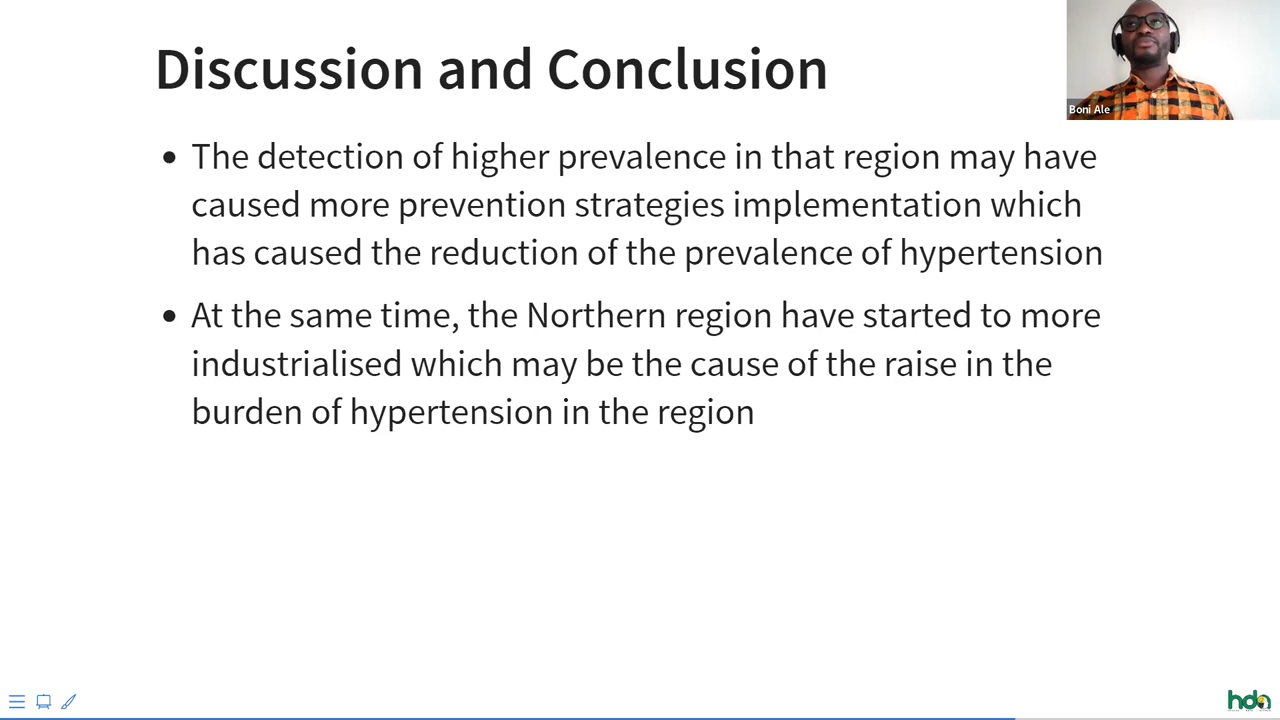 Discussion and Conclusion
Boni Ale
The detection of higher prevalence in that region may have
caused more prevention strategies implementation which
has caused the reduction of the prevalence of hypertension
At the same time, the Northern region have started to more
industrialised which may be the cause of the raise in the
burden of hypertension in the region
hda